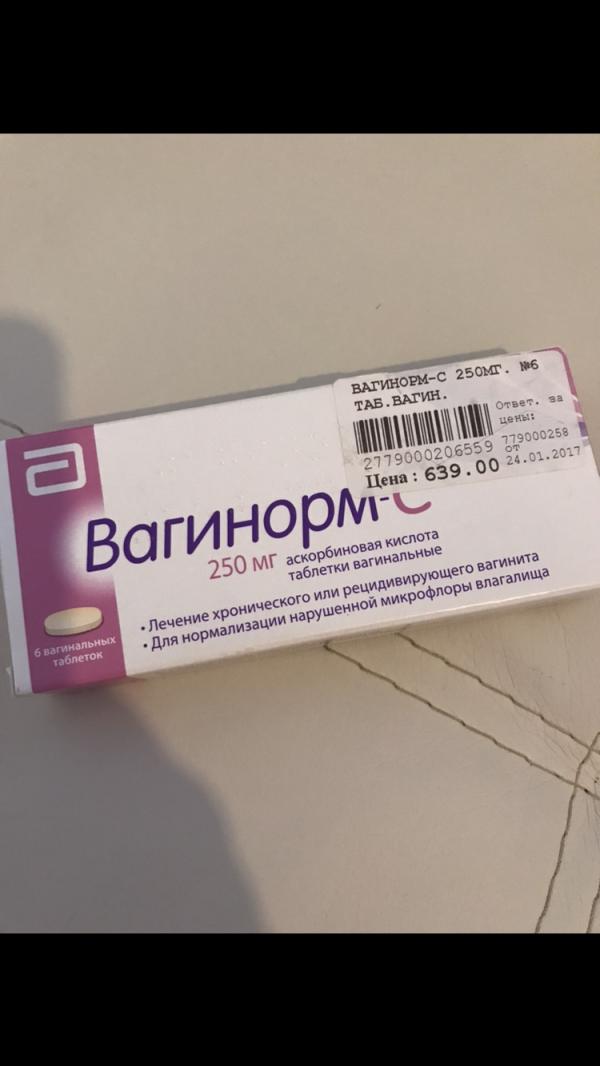 ВАГИНОРМ-С 250МГ. №6
ТАБ.ВАГИН.
Ответ. за
цены:
2779000206559
779000258
от
24.01.2017
Цена : 639.00
Вагинорм-С
250 мг аскорбиновая кислота
таблетки вагинальные
• Лечение хронического или рецидивирующего вагинита
• Для нормализации нарушенной микрофлоры влагалища
6 вагинальных
таблеток